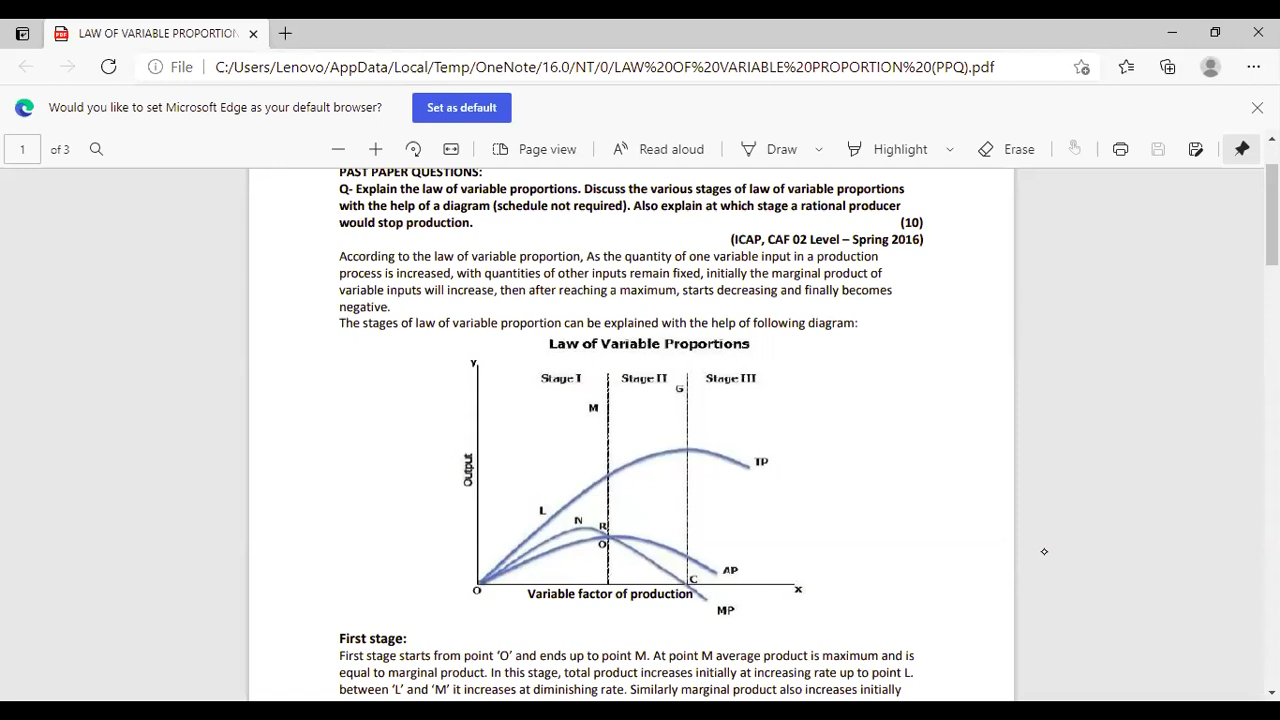 LAW OF VARIABLE PROPORTION
File
C:/Users/Lenovo/AppData/Local/Temp/OneNote/16.0/NT/0/LAW%20OF%20VARIABLE%20PROPORTION%20(PPQ).pdf
Would you like to set Microsoft Edge as your default browser?
Set as default
1 of 3
Page view
Read aloud
Draw
Highlight
Erase
PAST PAPER QUESTIONS:
Q- Explain the law of variable proportions. Discuss the various stages of law of variable proportions
with the help of a diagram (schedule not required). Also explain at which stage a rational producer
would stop production. (10)
(ICAP, CAF 02 Level – Spring 2016)
According to the law of variable proportion, As the quantity of one variable input in a production
process is increased, with quantities of other inputs remain fixed, initially the marginal product of
variable inputs will increase, then after reaching a maximum, starts decreasing and finally becomes
negative.
The stages of law of variable proportion can be explained with the help of following diagram:
Law of Variable Proportions
y
Stage I
Stage II
Stage III
G
M
Output
TP
L
N
R
O
AP
C
O
Variable factor of production
x
MP
First stage:
First stage starts from point ‘O’ and ends up to point M. At point M average product is maximum and is
equal to marginal product. In this stage, total product increases initially at increasing rate up to point L.
between ‘L’ and ‘M’ it increases at diminishing rate. Similarly marginal product also increases initially